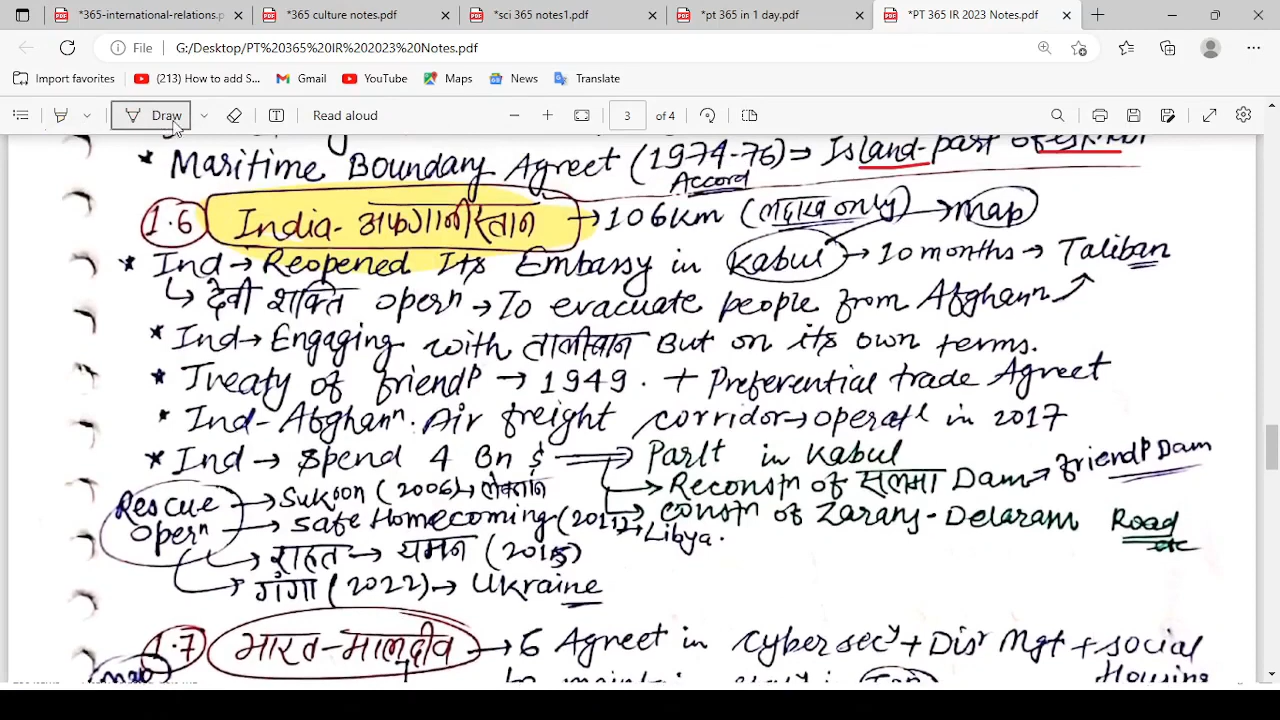 *365-international-relations.p
*365 culture notes.pdf
*sci 365 notes1.pdf
*pt 365 in 1 day.pdf
*PT 365 IR 2023 Notes.pdf
File G:/Desktop/PT%20365%20IR%202023%20Notes.pdf
Import favorites (213) How to add S... Gmail YouTube Maps News Translate
Draw Read aloud 3 of 4
* Maritime Boundary Agreet (1974-76) ⇒ Island-part of
Accord
1.6 India-अफगानीस्तान → 106km (लद्दाख only) → map
* Ind → Reopened Its Embassy in Kabul → 10 months → Taliban
↳ देवी शक्ति opern → To evacuate people from Afghann
* Ind → Engaging with तालीबान But on its own terms.
* Treaty of friendp → 1949. + Preferential trade Agreet
* Ind-Afghann. Air freight corridor → operatl in 2017
* Ind → Spend 4 Bn $ ⇒ Parlt in Kabul
→ Reconstn of सलमा Dam → friendp Dam
→ constn of Zaranj-Delaram Road etc
Rescue Opern → Sukoon (2006) →
→ Safe Homecoming (2011) → Libya.
→ राहत → यमन (2015)
→ गंगा (2022) → Ukraine
1.7 भारत-मालदीव → 6 Agreet in cyber secy + Disr Mgt + social
Housing
map